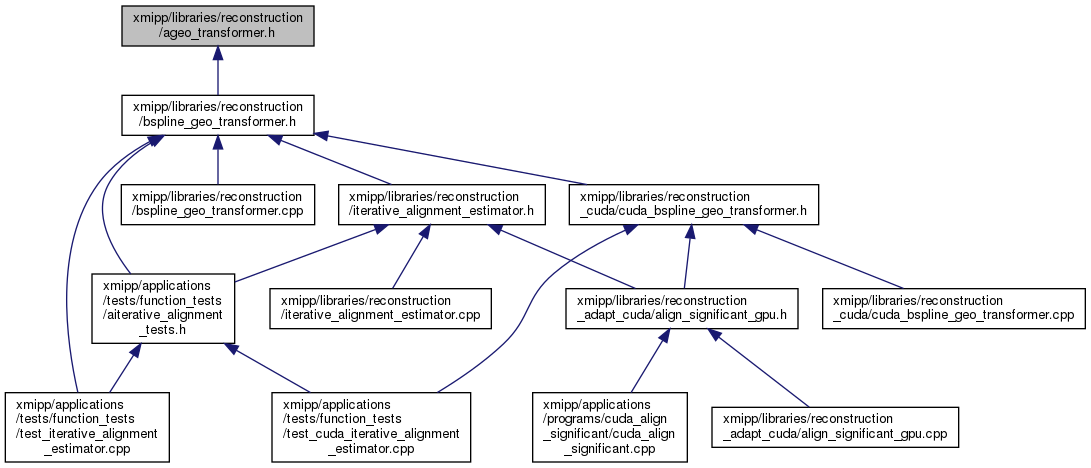 xmipp/libraries/reconstruction
/ageo_transformer.h
xmipp/libraries/reconstruction
/bspline_geo_transformer.h
xmipp/libraries/reconstruction
/bspline_geo_transformer.cpp
xmipp/libraries/reconstruction
/iterative_alignment_estimator.h
xmipp/libraries/reconstruction
_cuda/cuda_bspline_geo_transformer.h
xmipp/applications
/tests/function_tests
/aiterative_alignment
_tests.h
xmipp/libraries/reconstruction
/iterative_alignment_estimator.cpp
xmipp/libraries/reconstruction
_adapt_cuda/align_significant_gpu.h
xmipp/libraries/reconstruction
_cuda/cuda_bspline_geo_transformer.cpp
xmipp/applications
/tests/function_tests
/test_iterative_alignment
_estimator.cpp
xmipp/applications
/tests/function_tests
/test_cuda_iterative_alignment
_estimator.cpp
xmipp/applications
/programs/cuda_align
_significant/cuda_align
_significant.cpp
xmipp/libraries/reconstruction
_adapt_cuda/align_significant_gpu.cpp